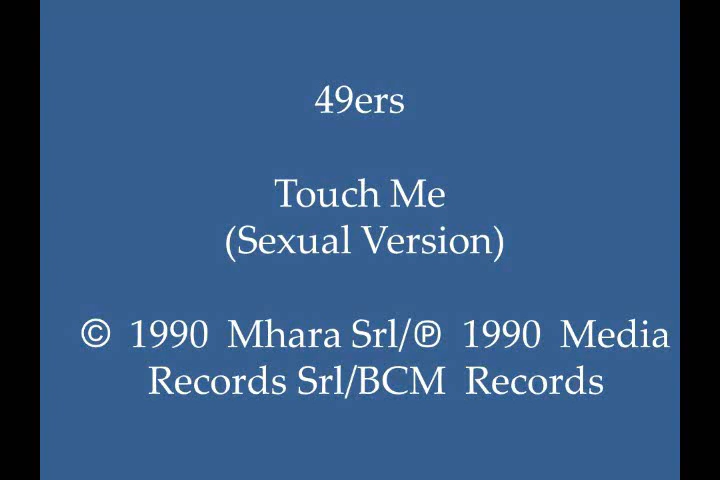 49ers
Touch Me
(Sexual Version)
© 1990 Mhara Srl/℗ 1990 Media
Records Srl/BCM Records